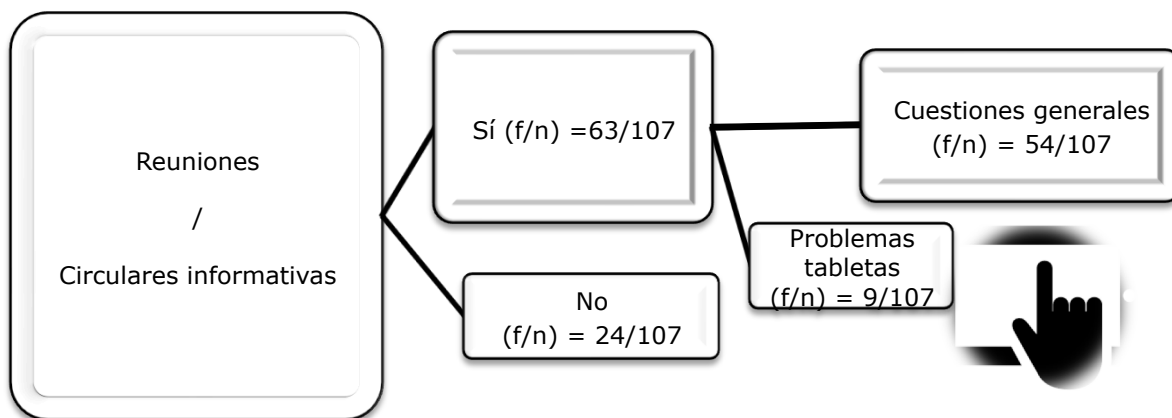 Reuniones
/
Circulares informativas
Sí (f/n) =63/107
No
(f/n) = 24/107
Cuestiones generales
(f/n) = 54/107
Problemas
tabletas
(f/n) = 9/107